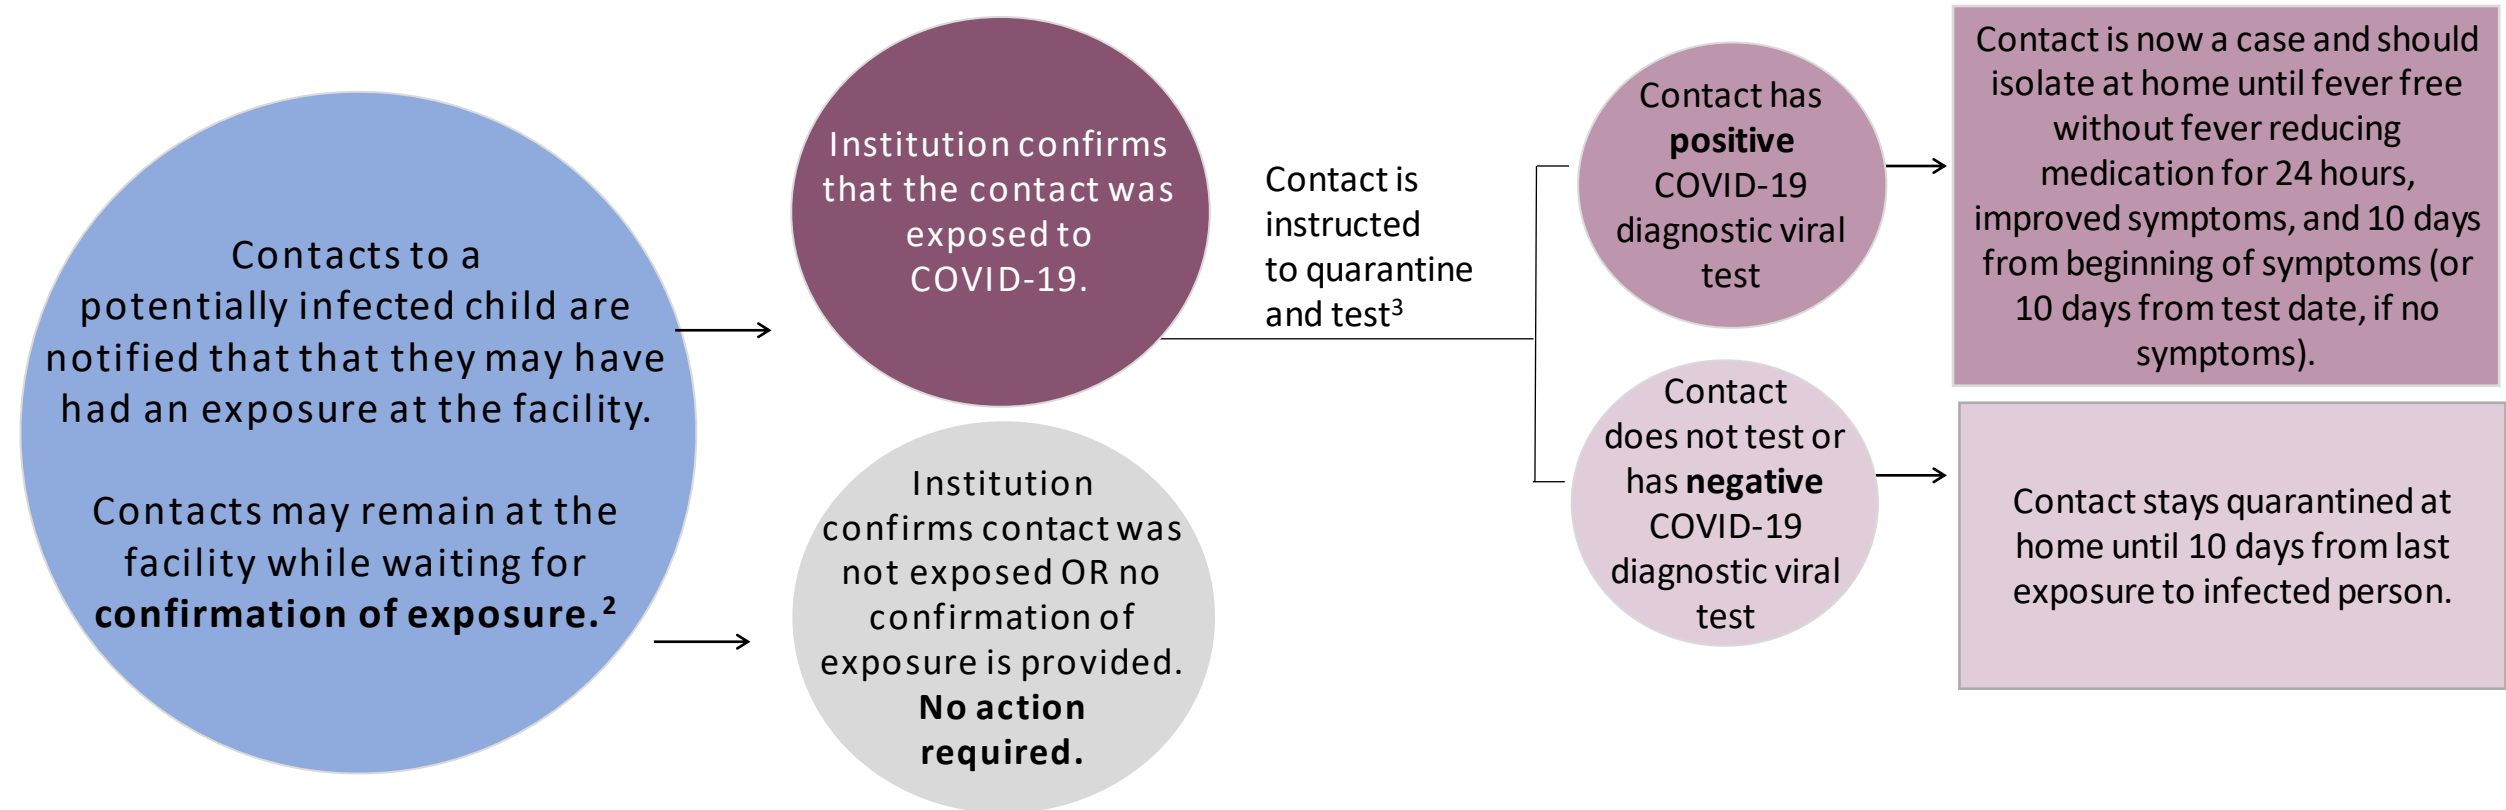 Contacts to a
potentially infected child are
notified that that they may have
had an exposure at the facility.
Contacts may remain at the
facility while waiting for
confirmation of exposure.²
Institution confirms
that the contact was
exposed to
COVID-19.
Institution
confirms contact was
not exposed OR no
confirmation of
exposure is provided.
No action
required.
Contact is
instructed
to quarantine
and test³
Contact has
positive
COVID-19
diagnostic viral
test
Contact
does not test or
has negative
COVID-19
diagnostic viral
test
Contact is now a case and should
isolate at home until fever free
without fever reducing
medication for 24 hours,
improved symptoms, and 10 days
from beginning of symptoms (or
10 days from test date, if no
symptoms).
Contact stays quarantined at
home until 10 days from last
exposure to infected person.